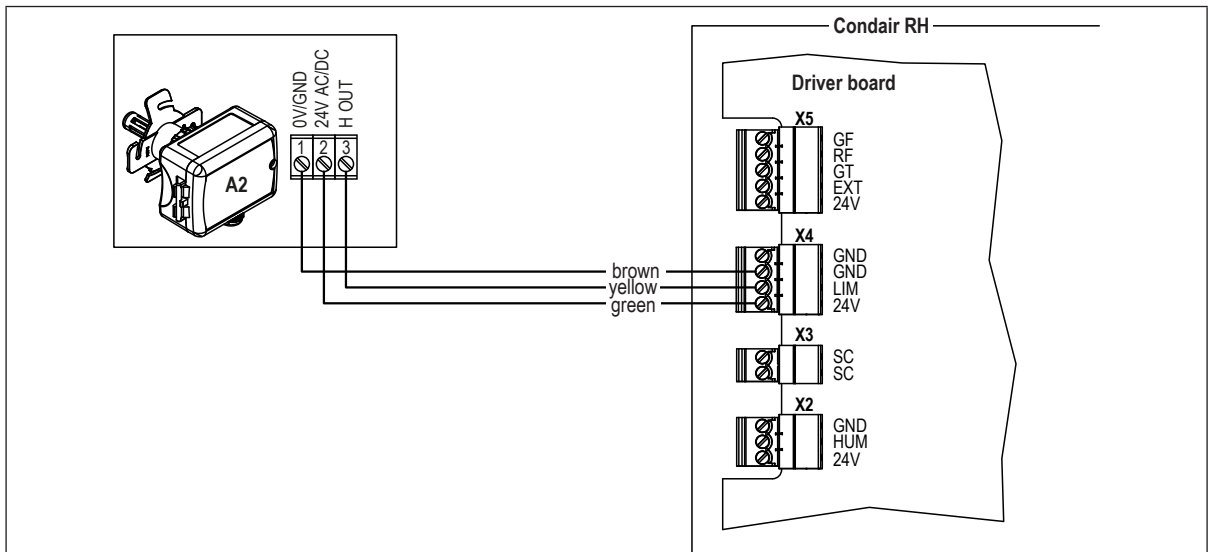 Condair RH
Driver board
0V/GND
24V AC/DC
H OUT
1 2 3
A2
X5
GF
RF
GT
EXT
24V
X4
GND
brown GND
yellow LIM
green 24V
X3
SC
SC
X2
GND
HUM
24V